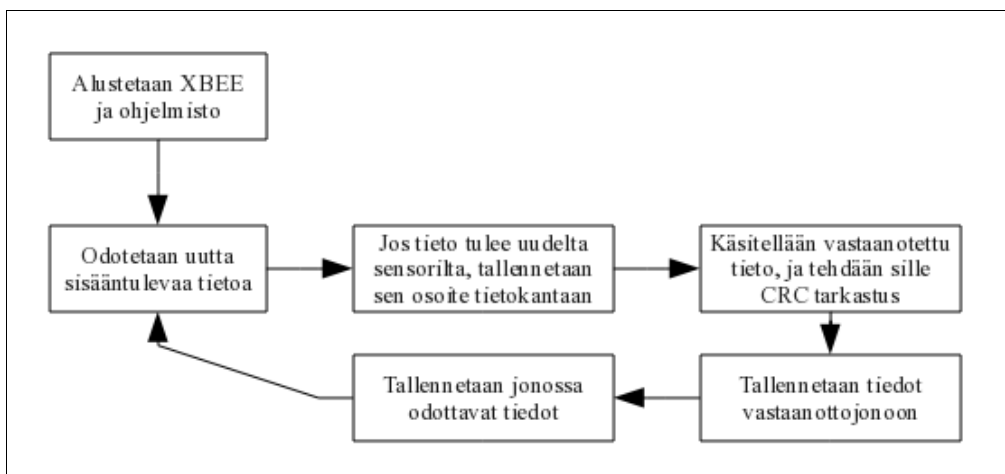 Alustetaan XBEE
ja ohjelmisto
Odotetaan uutta
sisääntulevaa tietoa
Jos tieto tulee uudelta
sensorilta, tallennetaan
sen osoite tietokantaan
Käsitellään vastaanotettu
tieto, ja tehdään sille
CRC tarkastus
Tallennetaan tiedot
vastaanottojonoon
Tallennetaan jonossa
odottavat tiedot